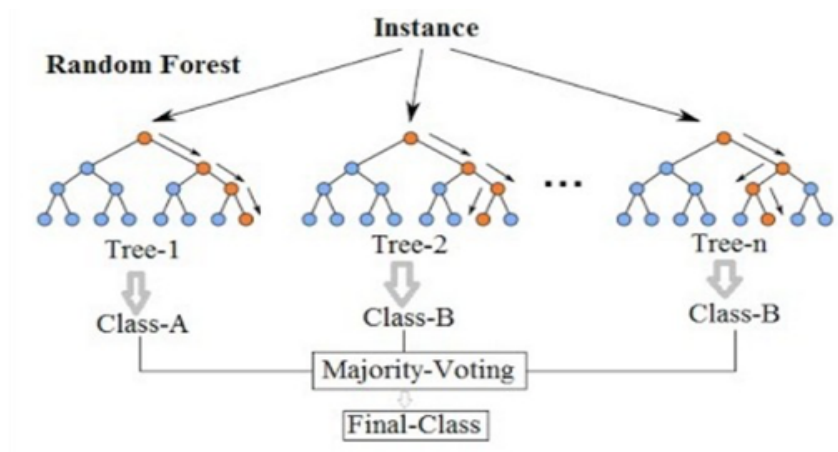 Instance
Random Forest
...
Tree-1
Tree-2
Tree-n
Class-A
Class-B
Class-B
Majority-Voting
Final-Class